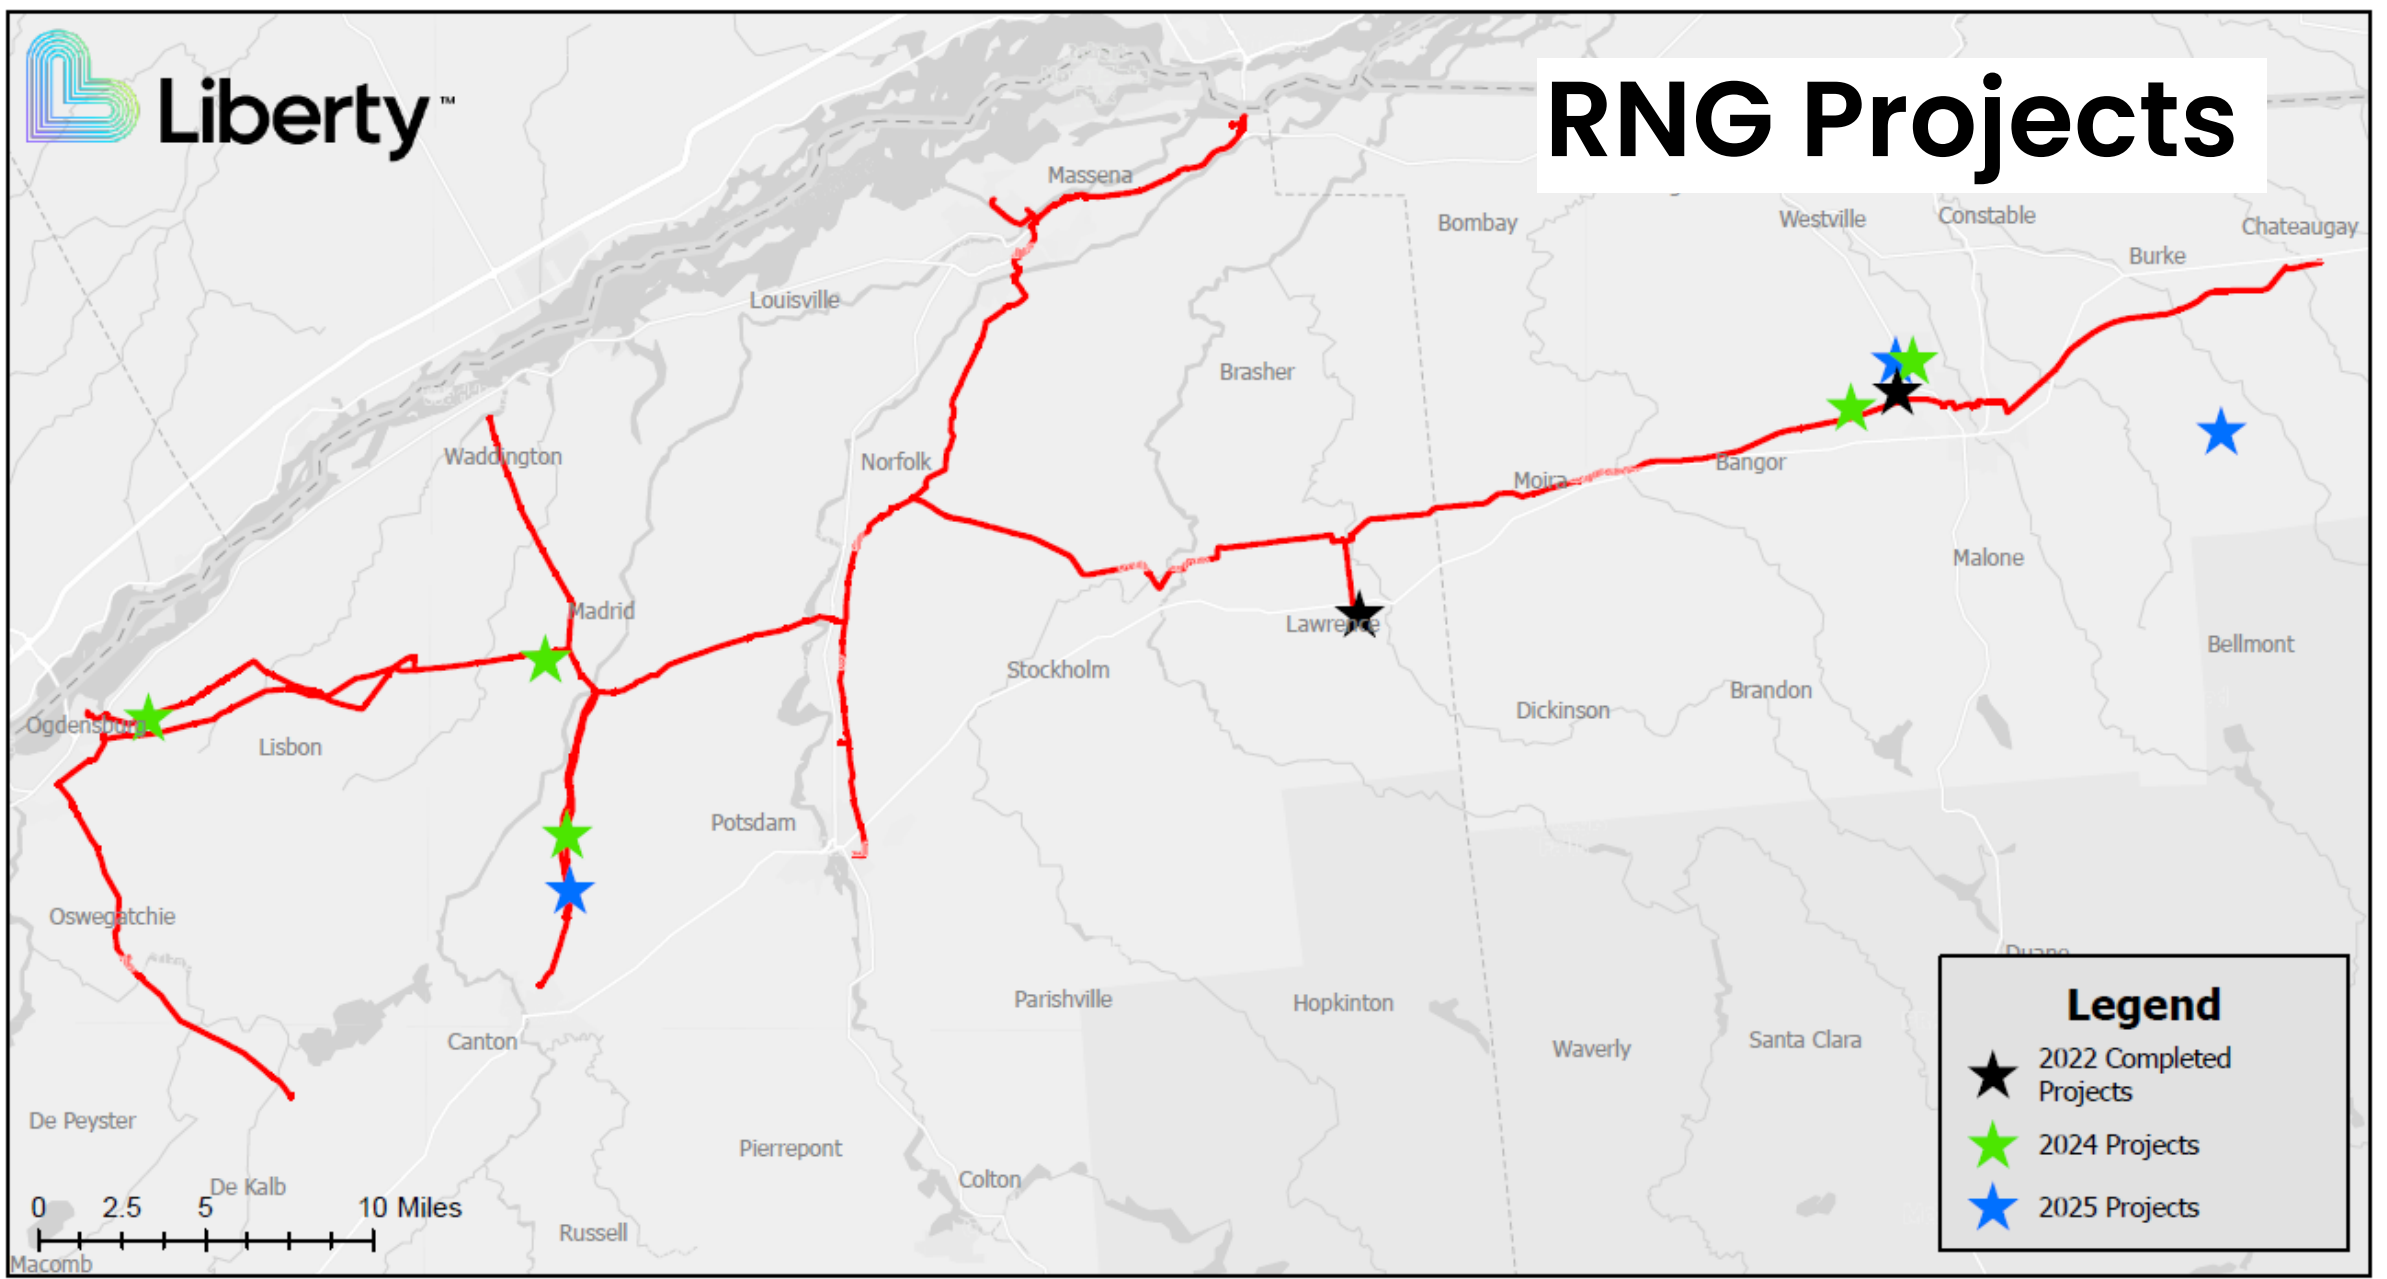 Liberty™
RNG Projects
Massena
Bombay
Westville
Constable
Chateaugay
Burke
Louisville
Brasher
Waddington
Norfolk
Moira
Bangor
Malone
Madrid
Lawrence
Bellmont
Stockholm
Brandon
Dickinson
Ogdensburg
Lisbon
Potsdam
Oswegatchie
Duane
Parishville
Hopkinton
Canton
Waverly
Santa Clara
De Peyster
Pierrepont
Colton
De Kalb
Russell
Macomb
0 2.5 5 10 Miles
Legend
2022 Completed
Projects
2024 Projects
2025 Projects